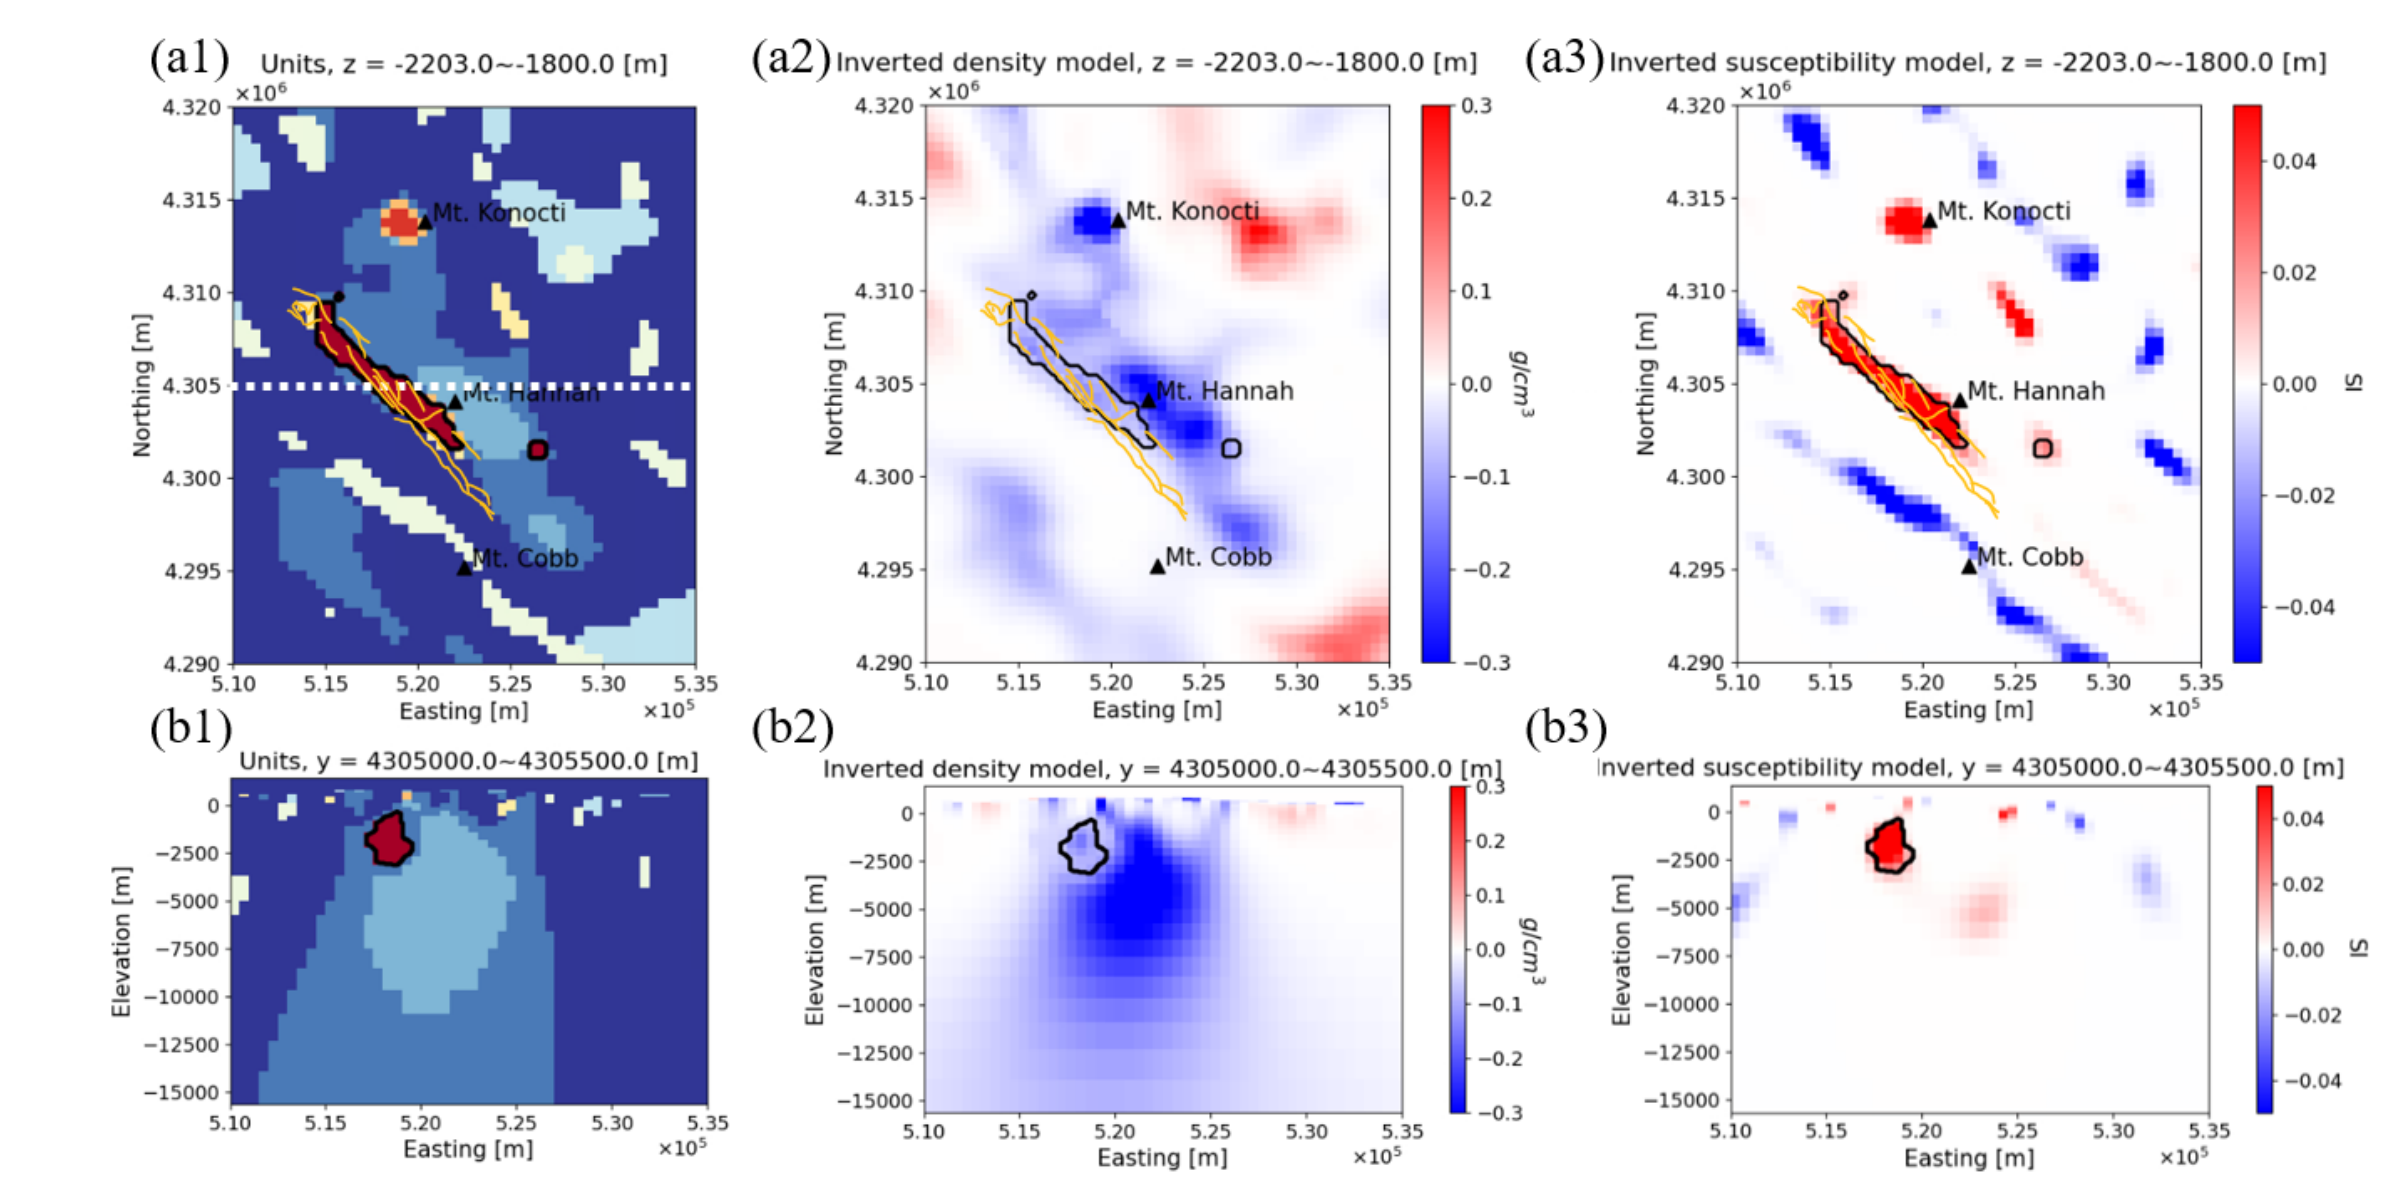 (a1) Units, z = -2203.0~-1800.0 [m]
×10⁶
4.320
4.315
4.310
4.305
4.300
4.295
4.290
Northing [m]
Mt. Konocti
Mt. Hannah
Mt. Cobb
5.10 5.15 5.20 5.25 5.30 5.35
Easting [m]
×10⁵
(a2) Inverted density model, z = -2203.0~-1800.0 [m]
×10⁶
4.320
4.315
4.310
4.305
4.300
4.295
4.290
Northing [m]
Mt. Konocti
Mt. Hannah
Mt. Cobb
5.10 5.15 5.20 5.25 5.30 5.35
Easting [m]
×10⁵
0.3
0.2
0.1
0.0
−0.1
−0.2
−0.3
g/cm³
(a3) Inverted susceptibility model, z = -2203.0~-1800.0 [m]
×10⁶
4.320
4.315
4.310
4.305
4.300
4.295
4.290
Northing [m]
Mt. Konocti
Mt. Hannah
Mt. Cobb
5.10 5.15 5.20 5.25 5.30 5.35
Easting [m]
×10⁵
0.04
0.02
0.00
−0.02
−0.04
SI
(b1)
Units, y = 4305000.0~4305500.0 [m]
0
−2500
−5000
−7500
−10000
−12500
−15000
Elevation [m]
5.10 5.15 5.20 5.25 5.30 5.35
Easting [m]
×10⁵
(b2)
Inverted density model, y = 4305000.0~4305500.0 [m]
0
−2500
−5000
−7500
−10000
−12500
−15000
Elevation [m]
5.10 5.15 5.20 5.25 5.30 5.35
Easting [m]
×10⁵
0.3
0.2
0.1
0.0
−0.1
−0.2
−0.3
g/cm³
(b3)
Inverted susceptibility model, y = 4305000.0~4305500.0 [m]
0
−2500
−5000
−7500
−10000
−12500
−15000
Elevation [m]
5.10 5.15 5.20 5.25 5.30 5.35
Easting [m]
×10⁵
0.04
0.02
0.00
−0.02
−0.04
SI